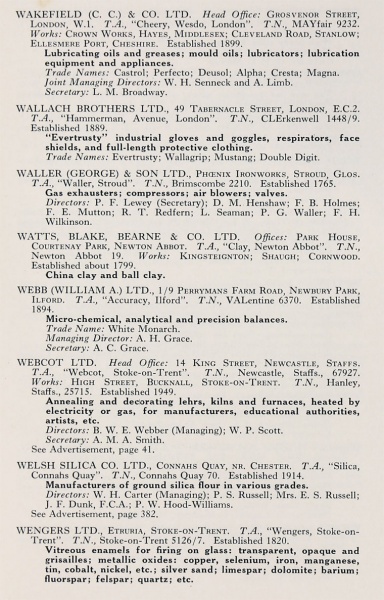 WAKEFIELD (C. C.) & CO. LTD. Head Office: GROSVENOR STREET,
LONDON, W.1. T.A., "Cheery, Wesdo, London". T.N., MAYfair 9232.
Works: CROWN WORKS, HAYES, MIDDLESEX; CLEVELAND ROAD, STANLOW;
ELLESMERE PORT, CHESHIRE. Established 1899.
Lubricating oils and greases; mould oils; lubricators; lubrication
equipment and appliances.
Trade Names: Castrol; Perfecto; Deusol; Alpha; Cresta; Magna.
Joint Managing Directors: W. H. Senneck and A. Limb.
Secretary: L. M. Broadway.
WALLACH BROTHERS LTD., 49 TABERNACLE STREET, LONDON, E.C.2.
T.A., "Hammerman, Avenue, London". T.N., CLErkenwell 1448/9.
Established 1889.
"Evertrusty" industrial gloves and goggles, respirators, face
shields, and full-length protective clothing.
Trade Names: Evertrusty; Wallagrip; Mustang; Double Digit.
WALLER (GEORGE) & SON LTD., PHŒNIX IRONWORKS, STROUD, GLOS.
T.A., "Waller, Stroud". T.N., Brimscombe 2210. Established 1765.
Gas exhausters; compressors; air blowers; valves.
Directors: P. F. Lewey (Secretary); D. M. Henshaw; F. B. Holmes;
F. E. Mutton; R. T. Redfern; L. Seaman; P. G. Waller; F. H.
Wilkinson.
WATTS, BLAKE, BEARNE & CO. LTD. Offices: PARK HOUSE,
COURTENAY PARK, NEWTON ABBOT. T.A., "Clay, Newton Abbot". T.N.,
Newton Abbot 19. Works: KINGSTEIGNTON; SHAUGH; CORNWOOD.
Established about 1799.
China clay and ball clay.
WEBB (WILLIAM A.) LTD., 1/9 PERRYMANS FARM ROAD, NEWBURY PARK,
ILFORD. T.A., "Accuracy, Ilford". T.N., VALentine 6370. Established
1894.
Micro-chemical, analytical and precision balances.
Trade Name: White Monarch.
Managing Director: A. H. Grace.
Secretary: A. C. Grace.
WEBCOT LTD. Head Office: 14 KING STREET, NEWCASTLE, STAFFS.
T.A., "Webcot, Stoke-on-Trent". T.N., Newcastle, Staffs., 67927.
Works: HIGH STREET, BUCKNALL, STOKE-ON-TRENT. T.N., Hanley,
Staffs., 25715. Established 1949.
Annealing and decorating lehrs, kilns and furnaces, heated by
electricity or gas, for manufacturers, educational authorities,
artists, etc.
Directors: B. W. E. Webber (Managing); W. P. Scott.
Secretary: A. M. A. Smith.
See Advertisement, page 41.
WELSH SILICA CO. LTD., CONNAHS QUAY, NR. CHESTER. T.A., "Silica,
Connahs Quay". T.N., Connahs Quay 70. Established 1914.
Manufacturers of ground silica flour in various grades.
Directors: W. H. Carter (Managing); P. S. Russell; Mrs. E. S. Russell;
J. F. Dunk, F.C.A.; P. W. Hood-Williams.
See Advertisement, page 382.
WENGERS LTD., ETRURIA, STOKE-ON-TRENT. T.A., "Wengers, Stoke-on-
Trent". T.N., Stoke-on-Trent 5126/7. Established 1820.
Vitreous enamels for firing on glass: transparent, opaque and
grisailles; metallic oxides: copper, selenium, iron, manganese,
tin, cobalt, nickel, etc.; silver sand; limespar; dolomite; barium;
fluorspar; felspar; quartz; etc.